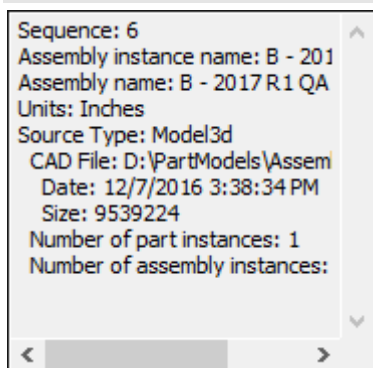 Sequence: 6
Assembly instance name: B - 201
Assembly name: B - 2017 R1 QA
Units: Inches
Source Type: Model3d
CAD File: D:\PartModels\Assem
Date: 12/7/2016 3:38:34 PM
Size: 9539224
Number of part instances: 1
Number of assembly instances: